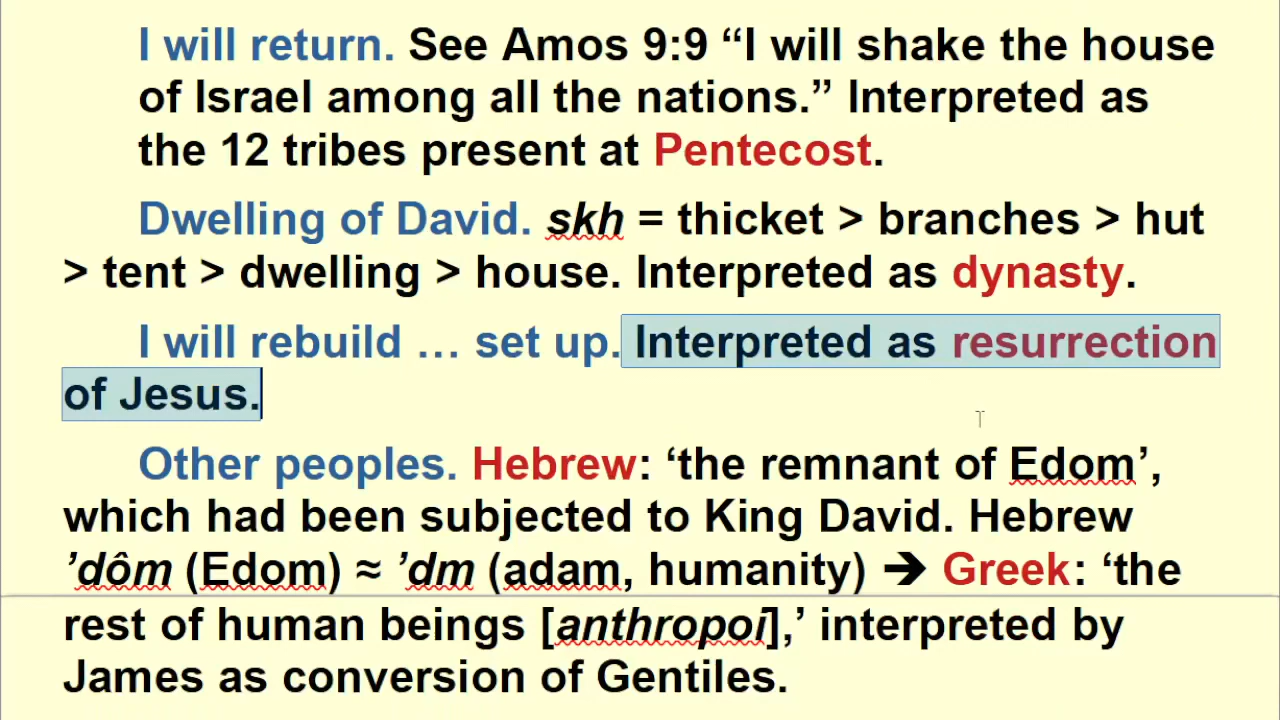 I will return. See Amos 9:9 “I will shake the house
of Israel among all the nations.” Interpreted as
the 12 tribes present at Pentecost.
Dwelling of David. skh = thicket > branches > hut
> tent > dwelling > house. Interpreted as dynasty.
I will rebuild … set up. Interpreted as resurrection
of Jesus.
Other peoples. Hebrew: ‘the remnant of Edom’,
which had been subjected to King David. Hebrew
’dôm (Edom) ≈ ’dm (adam, humanity) ➔ Greek: ‘the
rest of human beings [anthropoi],’ interpreted by
James as conversion of Gentiles.